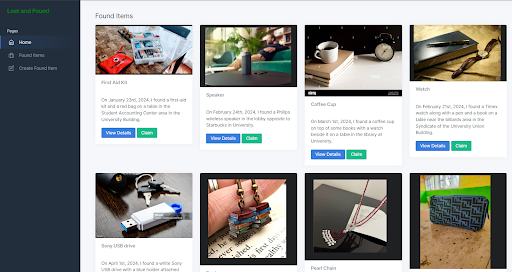 Lost and Found
Pages
Home
Found Items
Create Found Item
Found Items
First Aid Kit
On January 23rd, 2024, I found a first-aid
kit and a red bag on a table in the
Student Accounting Center area in the
University Building.
View Details
Claim
Speaker
On February 24th, 2024, I found a Philips
wireless speaker in the lobby opposite to
Starbucks in University.
View Details
Claim
Coffee Cup
On March 1st, 2024, I found a coffee cup
on top of some books with a watch
beside it on a table in the library at
University.
View Details
Claim
Watch
On February 21st, 2024, I found a Timex
watch along with a pen and a book on a
table near the billiards area in the
Syndicate of the University Union
Building.
View Details
Claim
Sony USB drive
On April 1st, 2024, I found a white Sony
USB drive with a blue holder attached
Pearl Chain